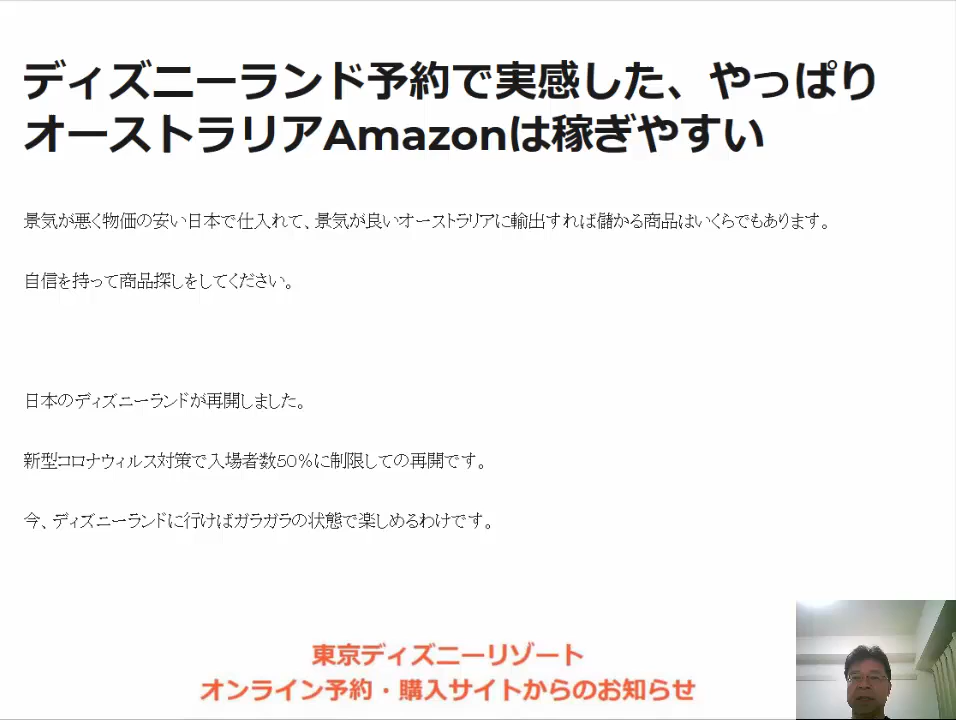 ディズニーランド予約で実感した、やっぱり
オーストラリアAmazonは稼ぎやすい
景気が悪く物価の安い日本で仕入れて、景気が良いオーストラリアに輸出すれば儲かる商品はいくらでもあります。
自信を持って商品探しをしてください。
日本のディズニーランドが再開しました。
新型コロナウィルス対策で入場者数50%に制限しての再開です。
今、ディズニーランドに行けばガラガラの状態で楽しめるわけです。
東京ディズニーリゾート
オンライン予約・購入サイトからのお知らせ